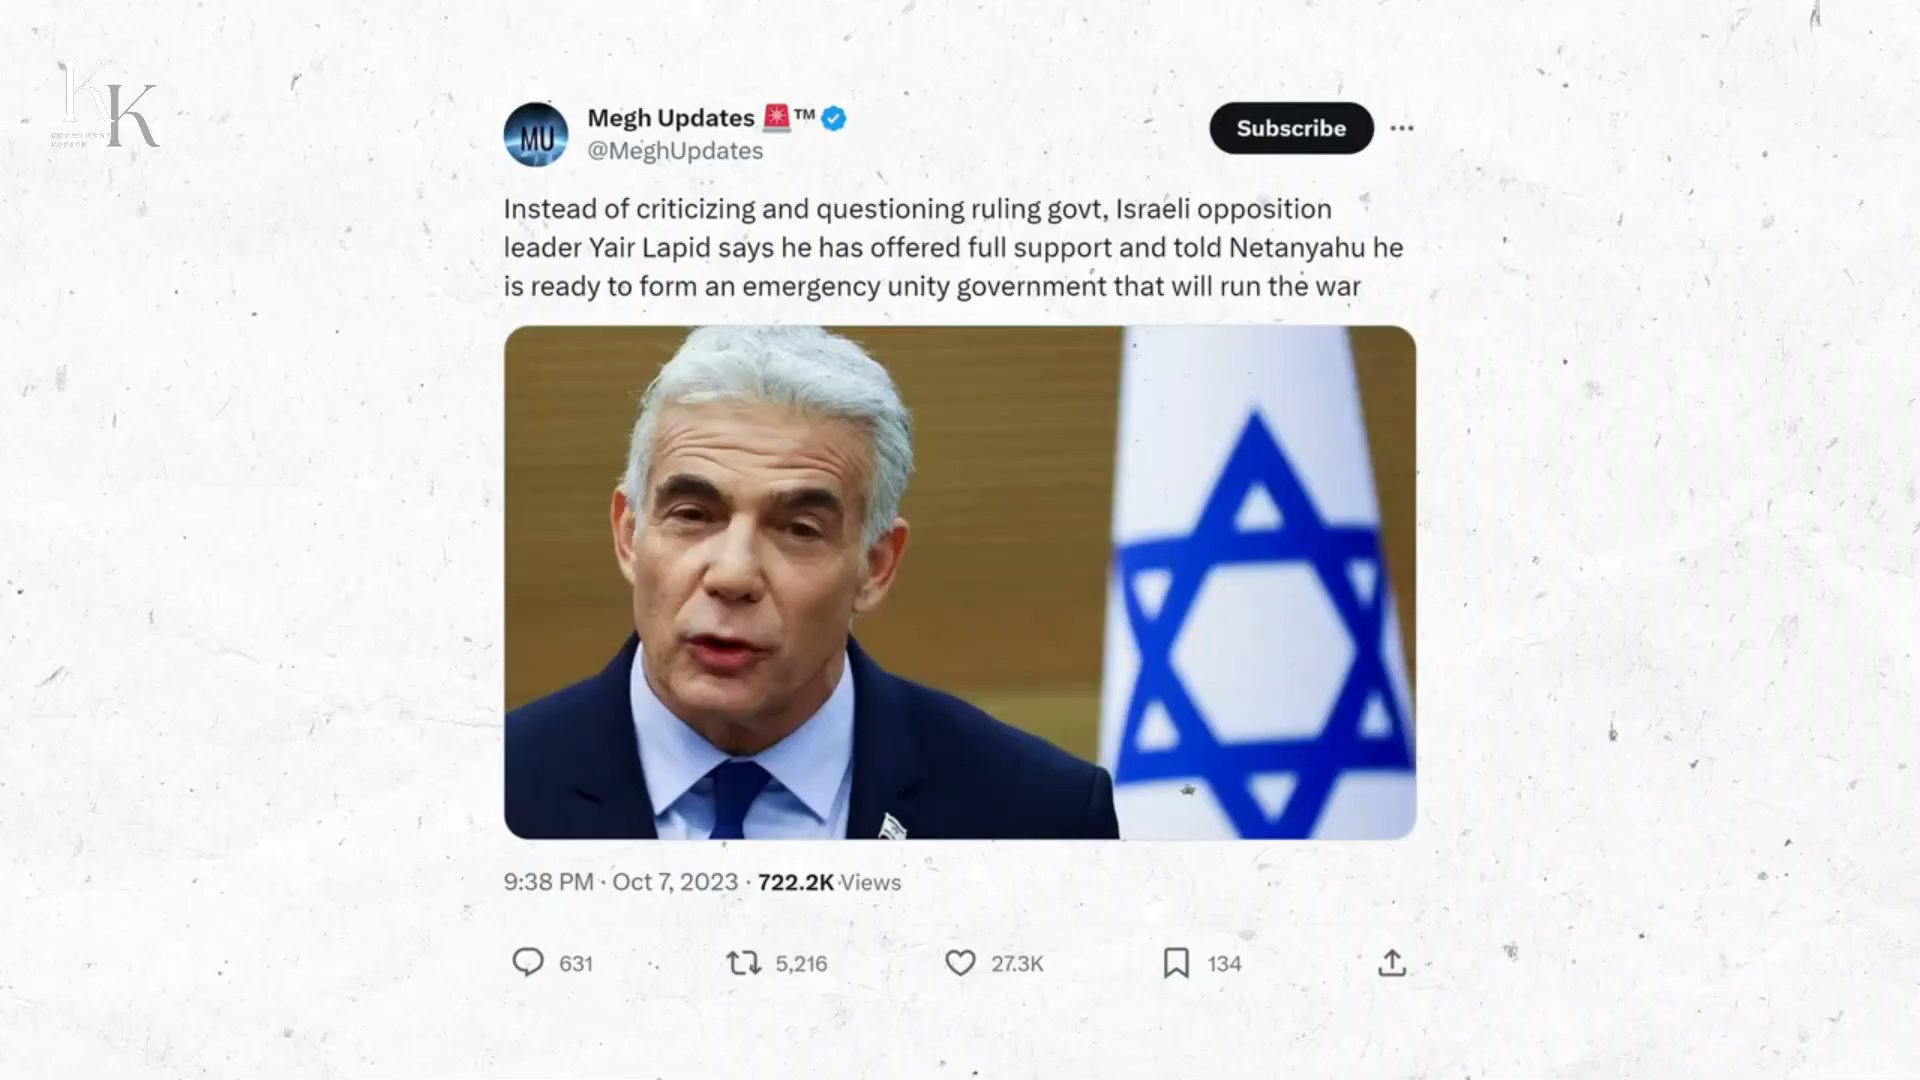 KK
Megh Updates 🚨™
@MeghUpdates
Subscribe
Instead of criticizing and questioning ruling govt, Israeli opposition
leader Yair Lapid says he has offered full support and told Netanyahu he
is ready to form an emergency unity government that will run the war
MU
9:38 PM · Oct 7, 2023 · 722.2K Views
631
5,216
27.3K
134